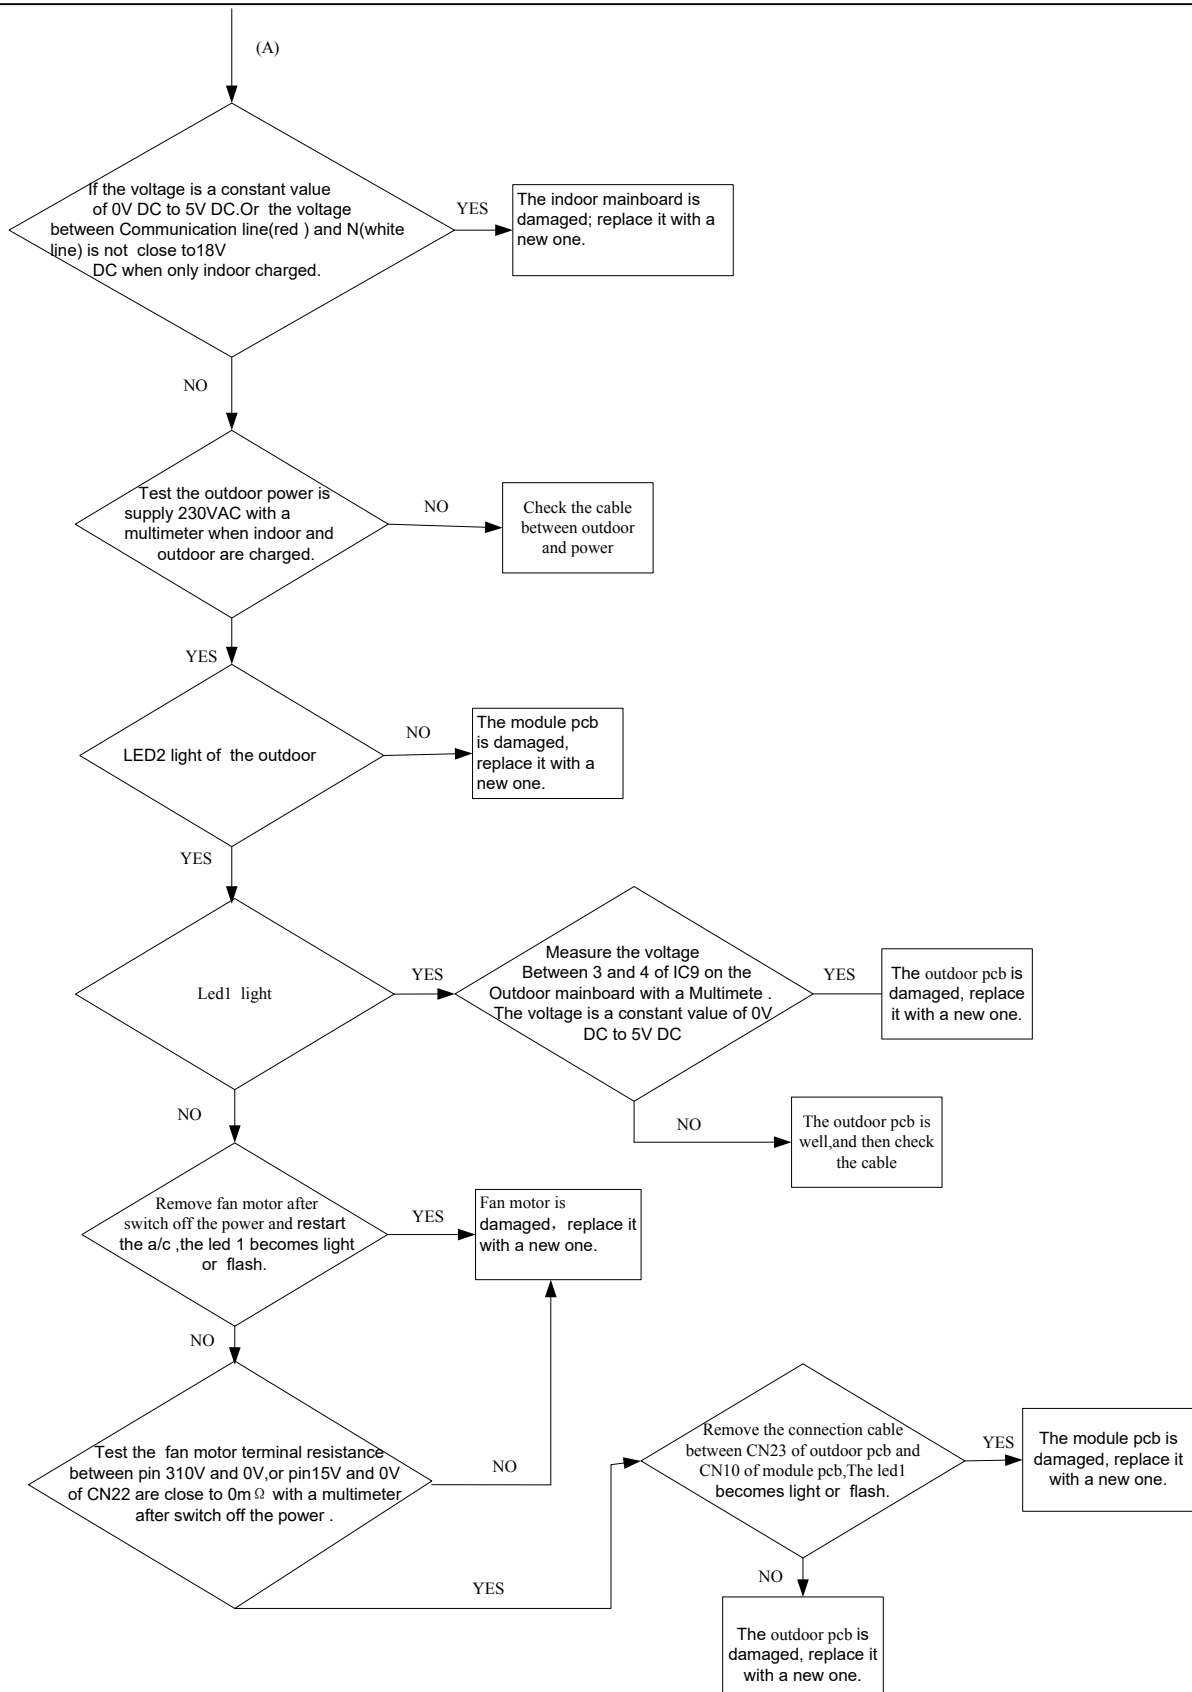 (A)
If the voltage is a constant value
of 0V DC to 5V DC.Or the voltage
between Communication line(red ) and N(white
line) is not close to18V
DC when only indoor charged.
YES
The indoor mainboard is
damaged; replace it with a
new one.
NO
Test the outdoor power is
supply 230VAC with a
multimeter when indoor and
outdoor are charged.
NO
Check the cable
between outdoor
and power
YES
LED2 light of the outdoor
NO
The module pcb
is damaged,
replace it with a
new one.
YES
Led1 light
YES
Measure the voltage
Between 3 and 4 of IC9 on the
Outdoor mainboard with a Multimete .
The voltage is a constant value of 0V
DC to 5V DC
YES
The outdoor pcb is
damaged, replace
it with a new one.
NO
The outdoor pcb is
well,and then check
the cable
NO
Remove fan motor after
switch off the power and restart
the a/c ,the led 1 becomes light
or flash.
YES
Fan motor is
damaged，replace it
with a new one.
NO
Test the fan motor terminal resistance
between pin 310V and 0V,or pin15V and 0V
of CN22 are close to 0mΩ with a multimeter
after switch off the power .
NO
YES
Remove the connection cable
between CN23 of outdoor pcb and
CN10 of module pcb,The led1
becomes light or flash.
YES
The module pcb is
damaged, replace it
with a new one.
NO
The outdoor pcb is
damaged, replace it
with a new one.